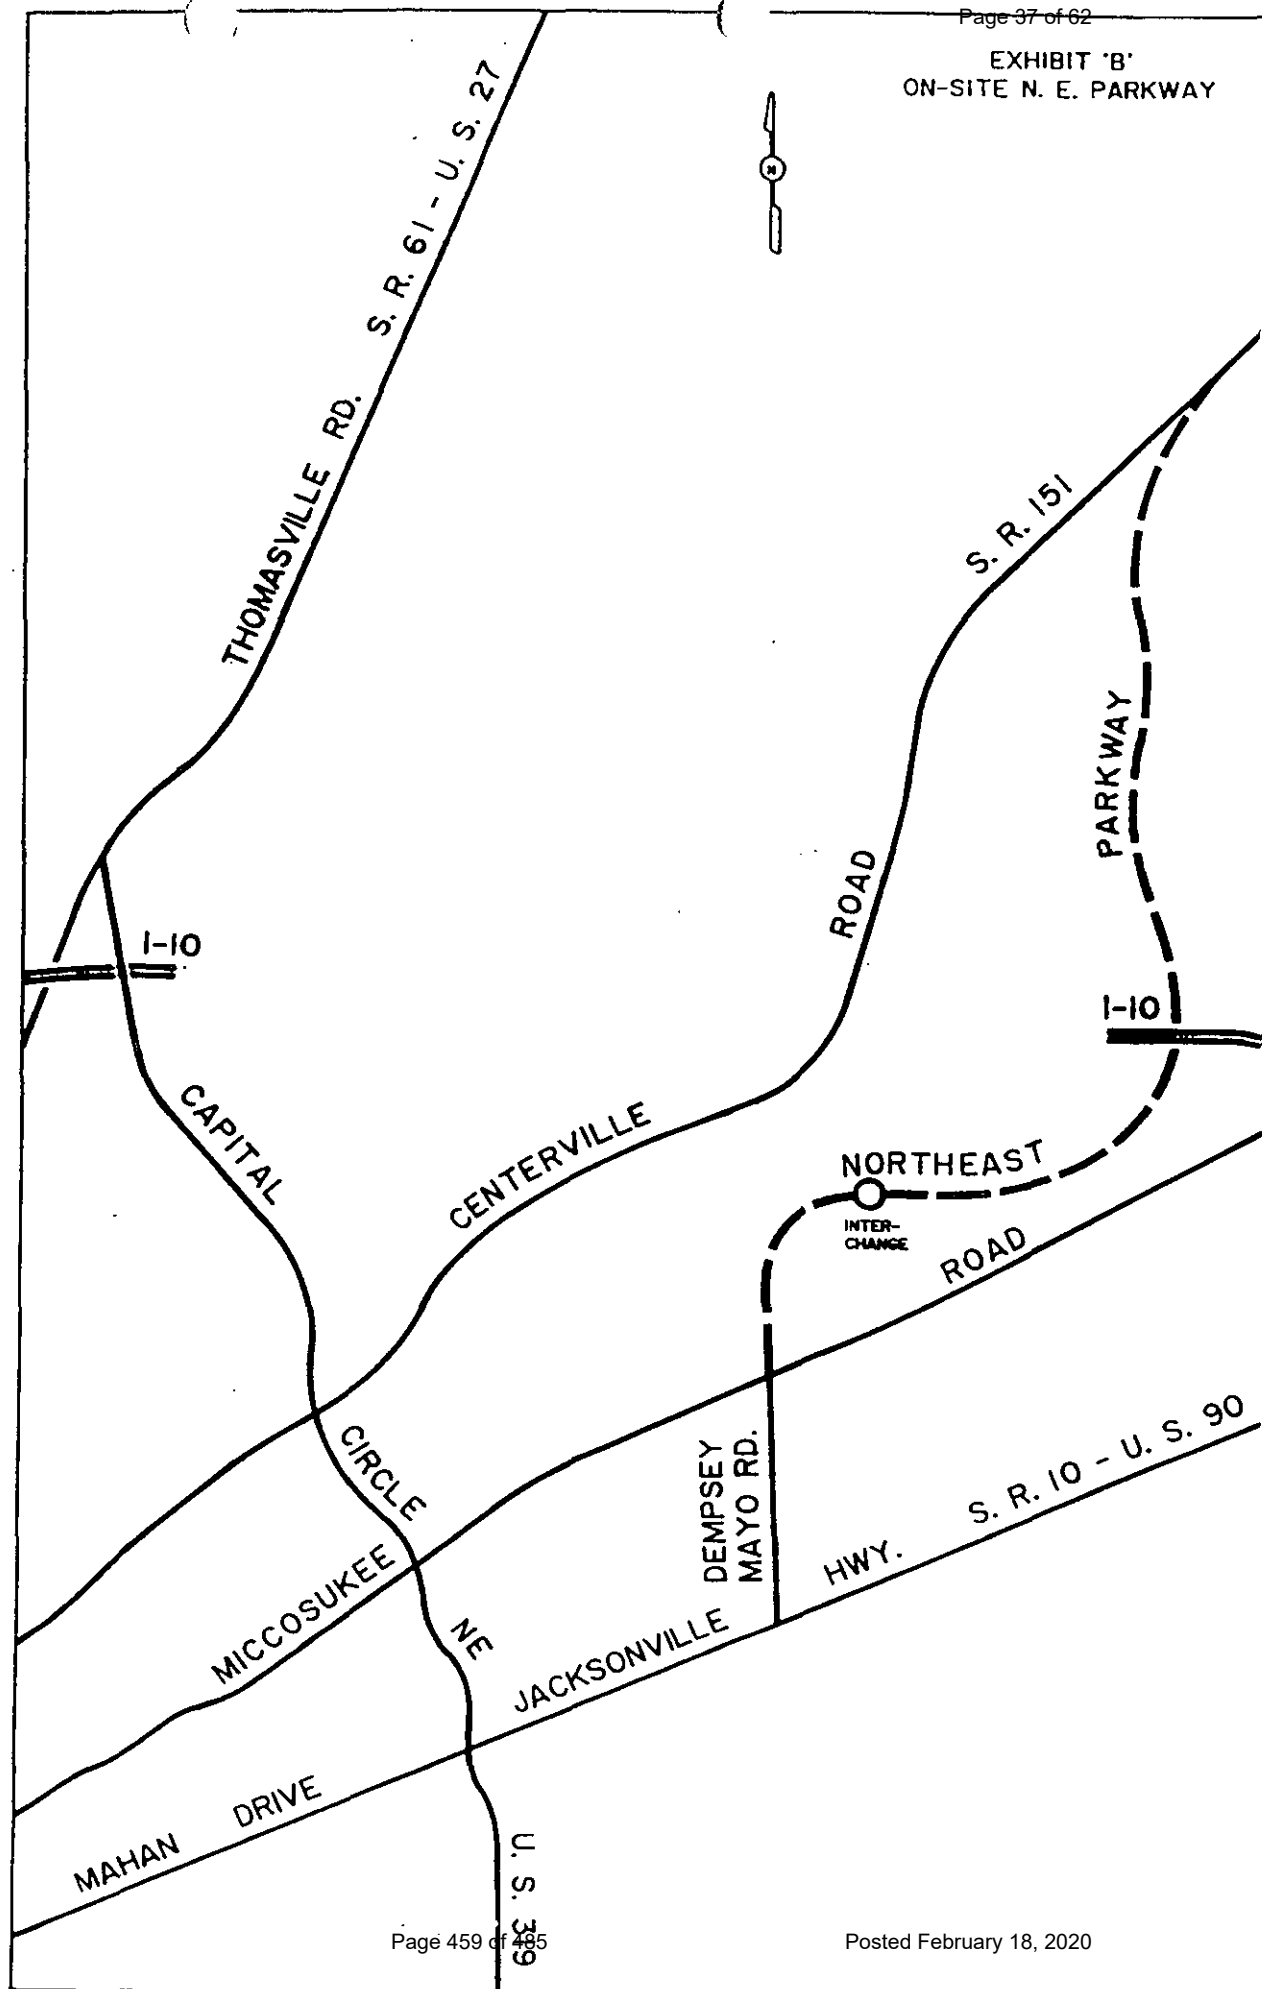 Page 37 of 62
EXHIBIT 'B'
ON-SITE N. E. PARKWAY
S. R. 61 - U. S. 27
THOMASVILLE RD.
S. R. 151
PARKWAY
ROAD
I-10
I-10
CAPITAL
CENTERVILLE
NORTHEAST
INTER-
CHANGE
ROAD
CIRCLE
DEMPSEY
MAYO RD.
S. R. 10 - U. S. 90
HWY.
MICCOSUKEE
NE
JACKSONVILLE
DRIVE
MAHAN
U. S. 319
Page 459 of 485
Posted February 18, 2020